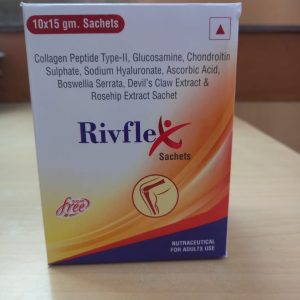 10x15 gm. Sachets
Collagen Peptide Type-II, Glucosamine, Chondroitin
Sulphate, Sodium Hyaluronate, Ascorbic Acid,
Boswellia Serrata, Devil's Claw Extract &
Rosehip Extract Sachet
Rivflex
Sachets
free
NUTRACEUTICAL
FOR ADULTS USE